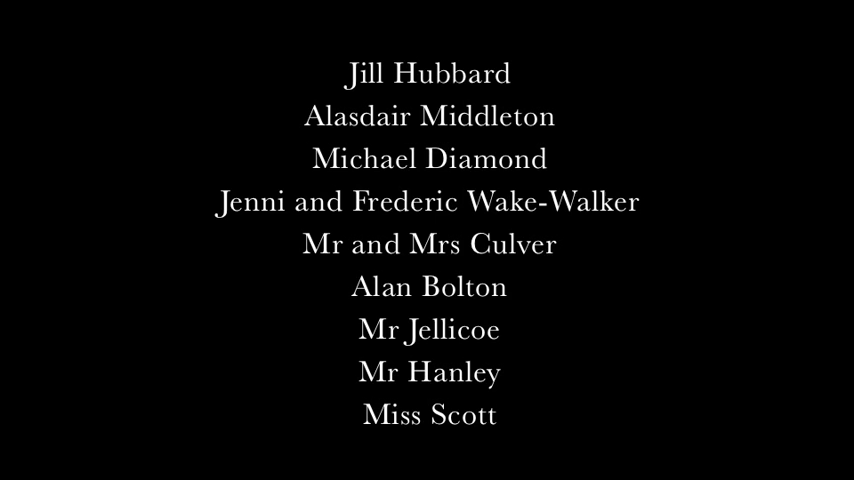 Jill Hubbard
Alasdair Middleton
Michael Diamond
Jenni and Frederic Wake-Walker
Mr and Mrs Culver
Alan Bolton
Mr Jellicoe
Mr Hanley
Miss Scott